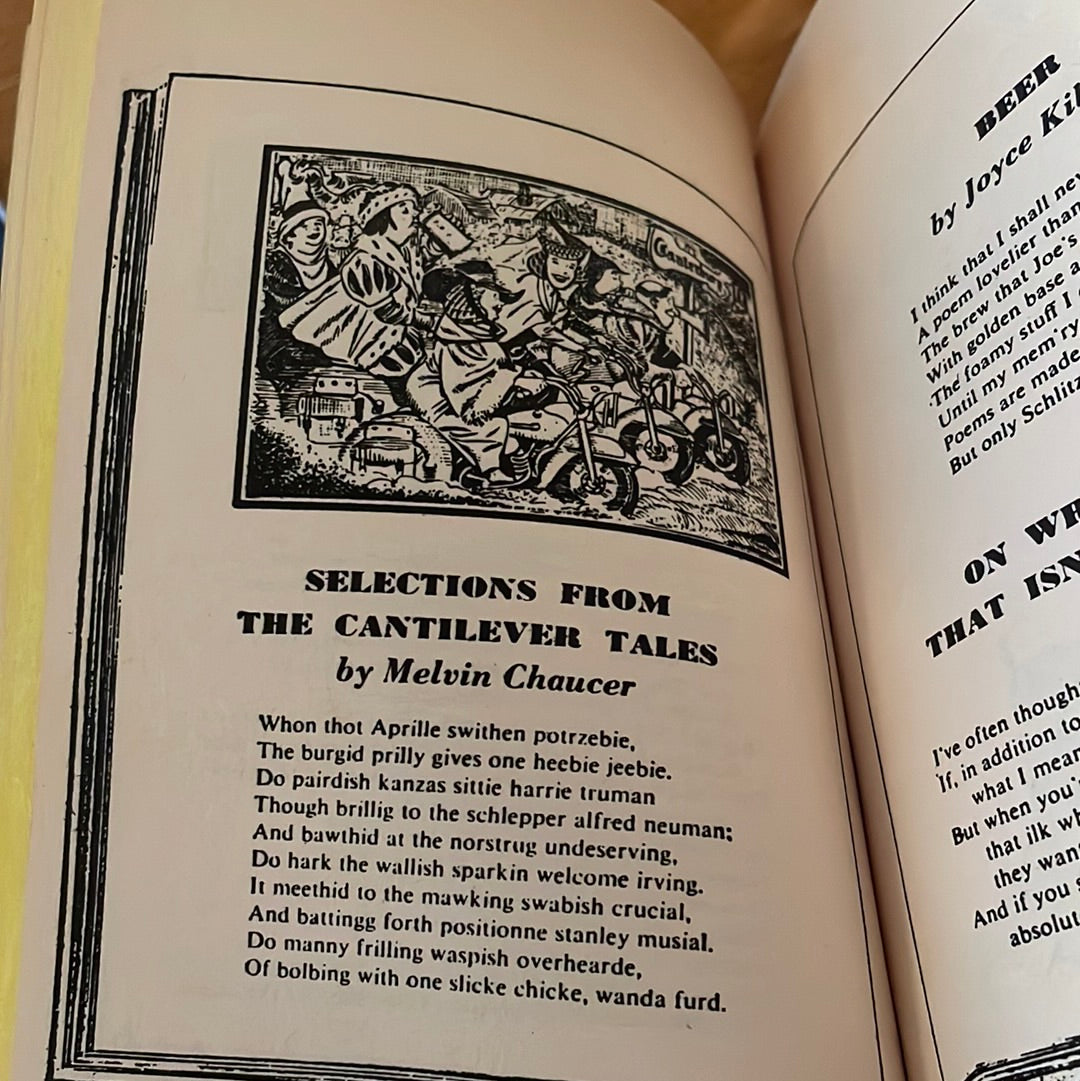 SELECTIONS FROM
THE CANTILEVER TALES
by Melvin Chaucer
Whon thot Aprille swithen potrzebie,
The burgid prilly gives one heebie jeebie.
Do pairdish kanzas sittie harrie truman
Though brillig to the schlepper alfred neuman;
And bawthid at the norstrug undeserving,
Do hark the wallish sparkin welcome irving.
It meethid to the mawking swabish crucial,
And battingg forth positionne stanley musial.
Do manny frilling waspish overhearde,
Of bolbing with one slicke chicke, wanda furd.
BEER
by Joyce Kil
I think that I shall nev
A poem lovelier than
The brew that Joe's
With golden base a
The foamy stuff I
Until my mem'ry
Poems are made
But only Schlitz
ON WH
THAT ISN
I've often though
If, in addition to
what I mean
But when you'
that ilk wh
they wan
And if you s
absolut